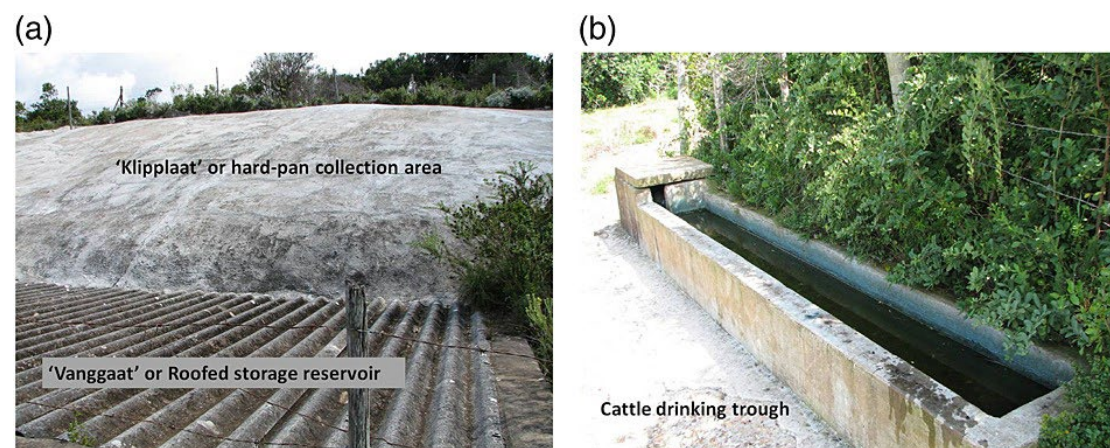 (a)
(b)
'Klipplaat' or hard-pan collection area
'Vanggaat' or Roofed storage reservoir
Cattle drinking trough